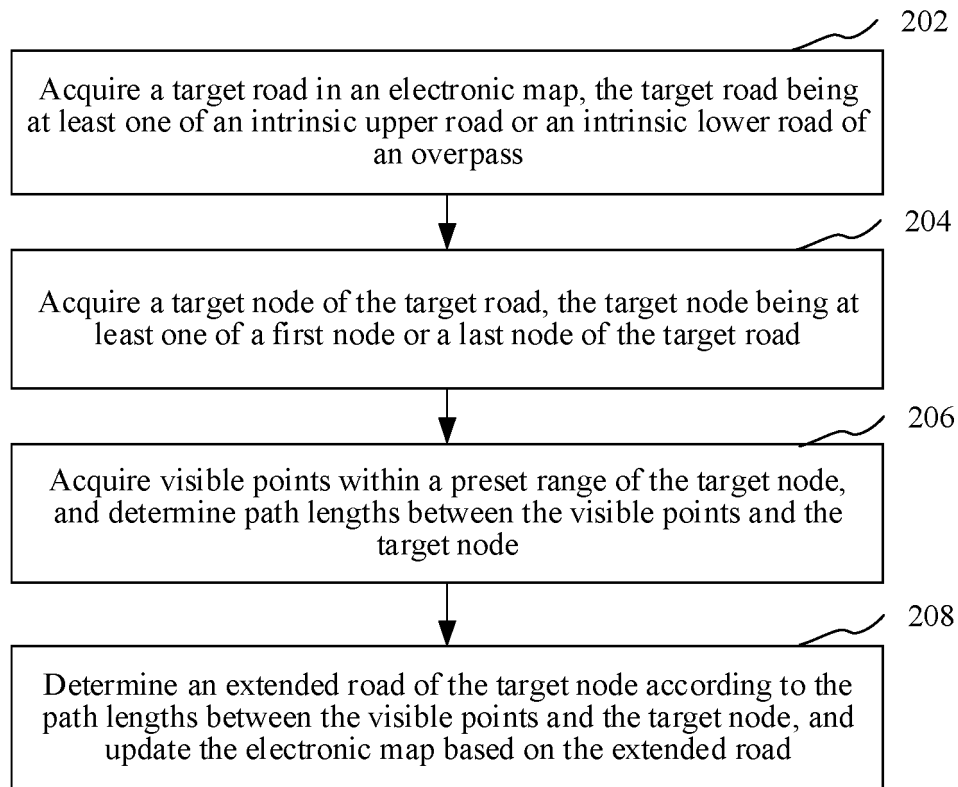 202
Acquire a target road in an electronic map, the target road being
at least one of an intrinsic upper road or an intrinsic lower road of
an overpass
204
Acquire a target node of the target road, the target node being at
least one of a first node or a last node of the target road
206
Acquire visible points within a preset range of the target node,
and determine path lengths between the visible points and the
target node
208
Determine an extended road of the target node according to the
path lengths between the visible points and the target node, and
update the electronic map based on the extended road